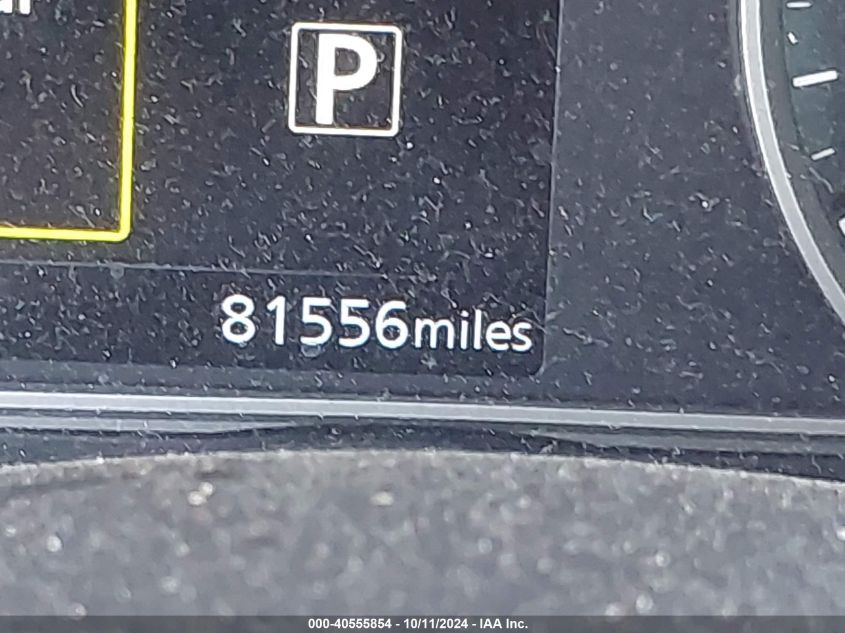 P
81556miles
000-40555854 - 10/11/2024 - IAA Inc.